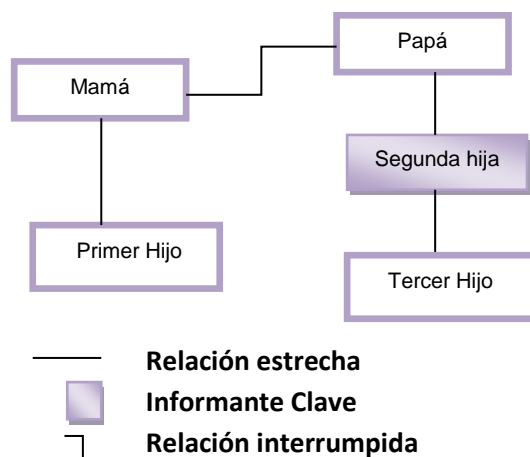 Papá
Mamá
Segunda hija
Primer Hijo
Tercer Hijo
Relación estrecha
Informante Clave
Relación interrumpida